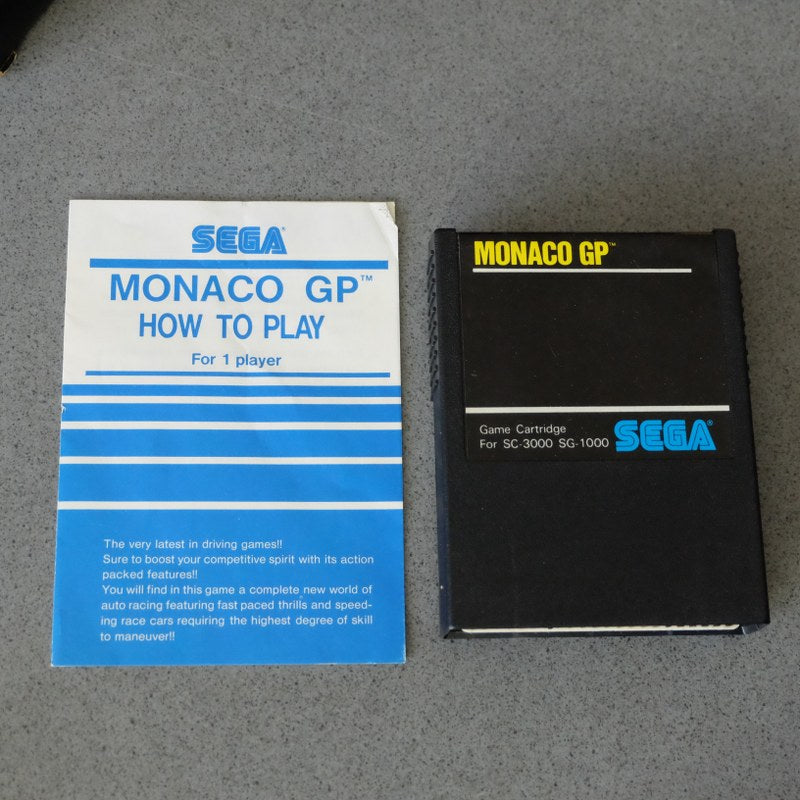 SEGA®
MONACO GP™
HOW TO PLAY
For 1 player
The very latest in driving games!!
Sure to boost your competitive spirit with its action
packed features!!
You will find in this game a complete new world of
auto racing featuring fast paced thrills and speed-
ing race cars requiring the highest degree of skill
to maneuver!!
MONACO GP™
Game Cartridge
For SC-3000 SG-1000
SEGA®